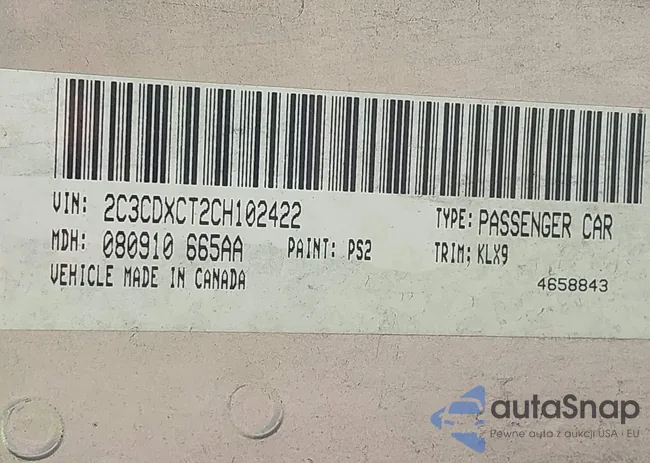 VIN: 2C3CDXCT2CH102422 TYPE: PASSENGER CAR
MDH: 080910 665AA PAINT: PS2 TRIM: KLX9
VEHICLE MADE IN CANADA 4658843
autaSnap
Pewne auto z aukcji USA i EU